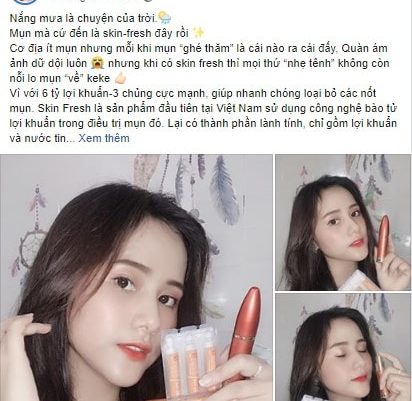 Nắng mưa là chuyện của trời.🌦️
Mụn mà cứ đến là skin-fresh đây rồi ✨
Cơ địa ít mụn nhưng mỗi khi mụn "ghé thăm" là cái nào ra cái đấy, Quàn ám
ảnh dữ dội luôn 😭 nhưng khi có skin fresh thì mọi thứ "nhẹ tênh" không còn
nỗi lo mụn "về" keke 👍🏻
Vì với 6 tỷ lợi khuẩn-3 chủng cực mạnh, giúp nhanh chóng loại bỏ các nốt
mụn. Skin Fresh là sản phẩm đầu tiên tại Việt Nam sử dụng công nghệ bào tử
lợi khuẩn trong điều trị mụn đó. Lại có thành phần lành tính, chỉ gồm lợi khuẩn
và nước tin... Xem thêm